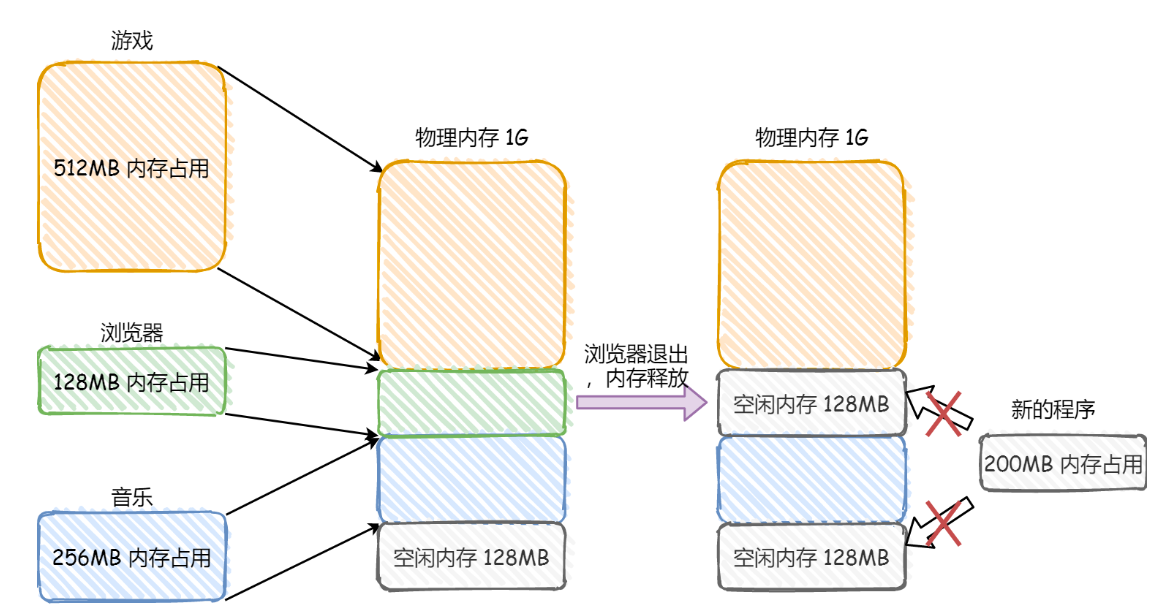 游戏
512MB 内存占用
浏览器
128MB 内存占用
音乐
256MB 内存占用
物理内存 1G
空闲内存 128MB
浏览器退出
，内存释放
物理内存 1G
空闲内存 128MB
空闲内存 128MB
新的程序
200MB 内存占用